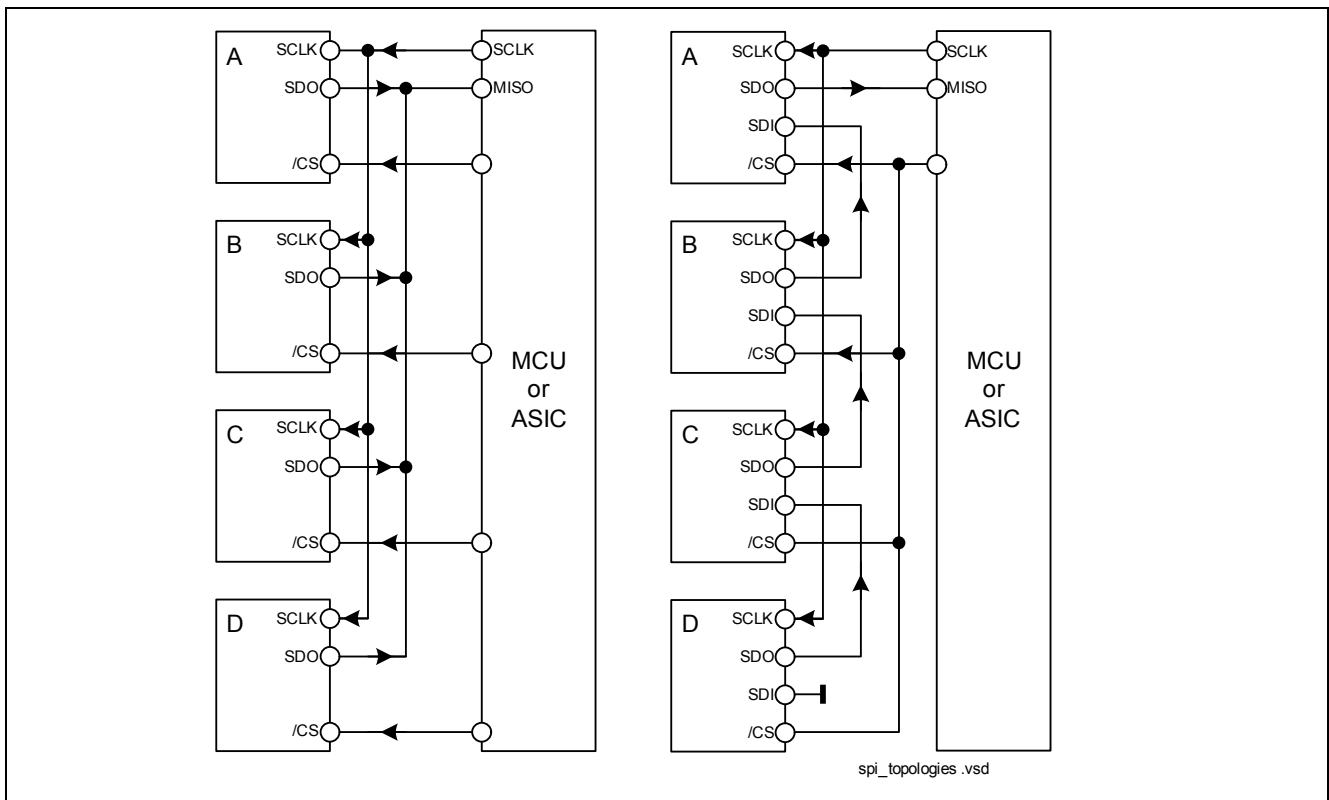 A
SCLK
SDO
/CS
B
SCLK
SDO
/CS
C
SCLK
SDO
/CS
D
SCLK
SDO
/CS
SCLK
MISO
MCU
or
ASIC
A
SCLK
SDO
SDI
/CS
B
SCLK
SDO
SDI
/CS
C
SCLK
SDO
SDI
/CS
D
SCLK
SDO
SDI
/CS
SCLK
MISO
MCU
or
ASIC
spi_topologies .vsd